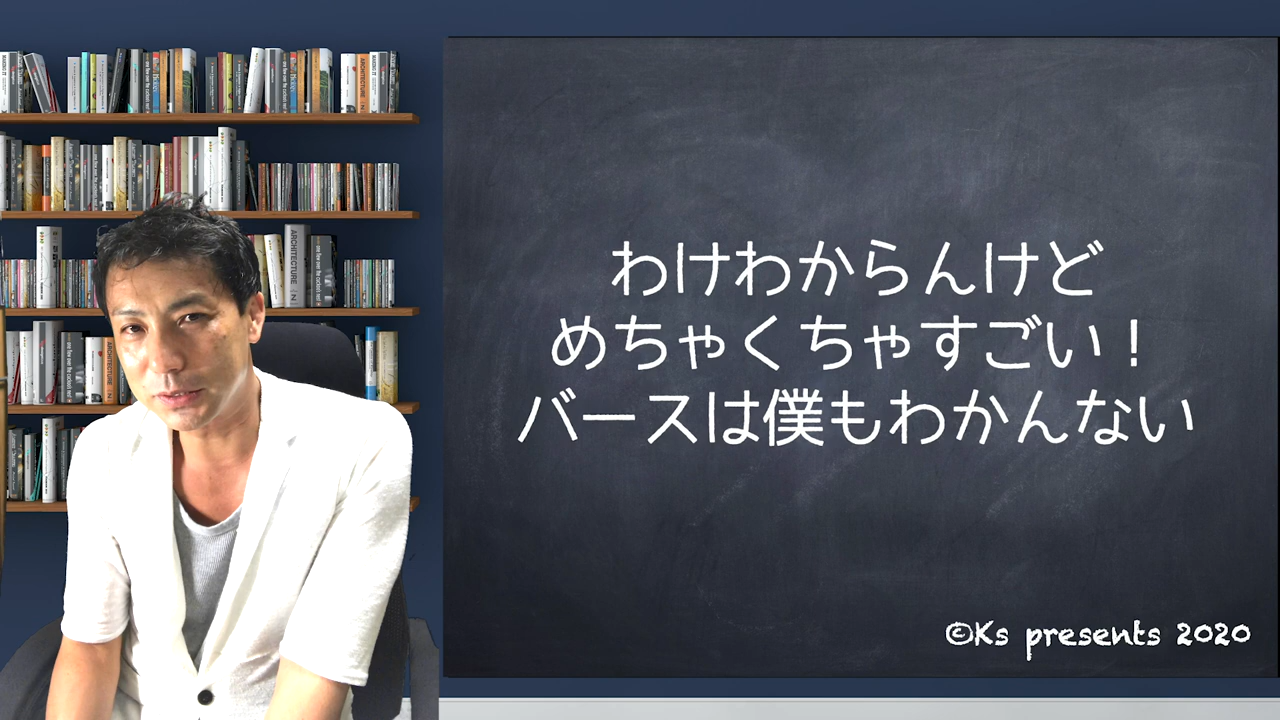 わけわからんけど
めちゃくちゃすごい！
バースは僕もわかんない
©Ks presents 2020
ARCHITECTURE